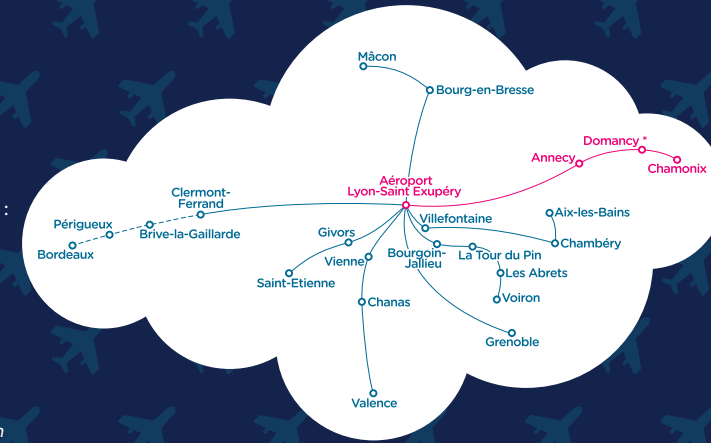 Mâcon
Bourg-en-Bresse
Domancy *
Annecy
Chamonix
Aéroport
Lyon-Saint Exupéry
Clermont-
Ferrand
:
Périgueux
Brive-la-Gaillarde
Bordeaux
Aix-les-Bains
Villefontaine
Givors
Chambéry
Bourgoin-
Jallieu
La Tour du Pin
Vienne
Les Abrets
Saint-Etienne
Voiron
Chanas
Grenoble
Valence
n